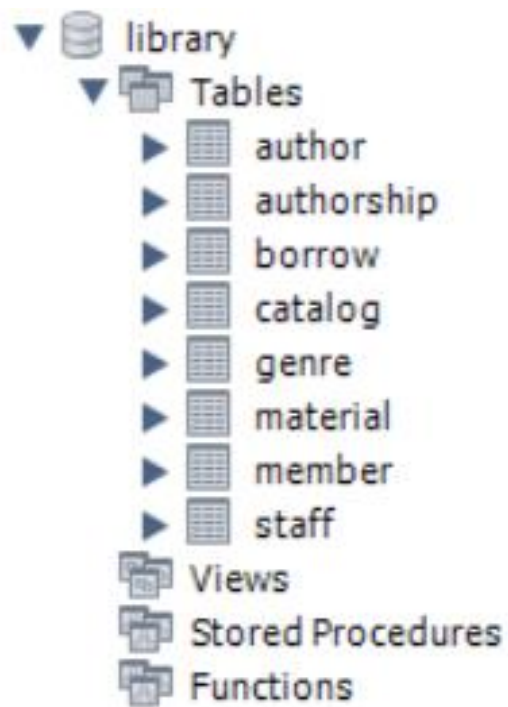 library
Tables
author
authorship
borrow
catalog
genre
material
member
staff
Views
Stored Procedures
Functions